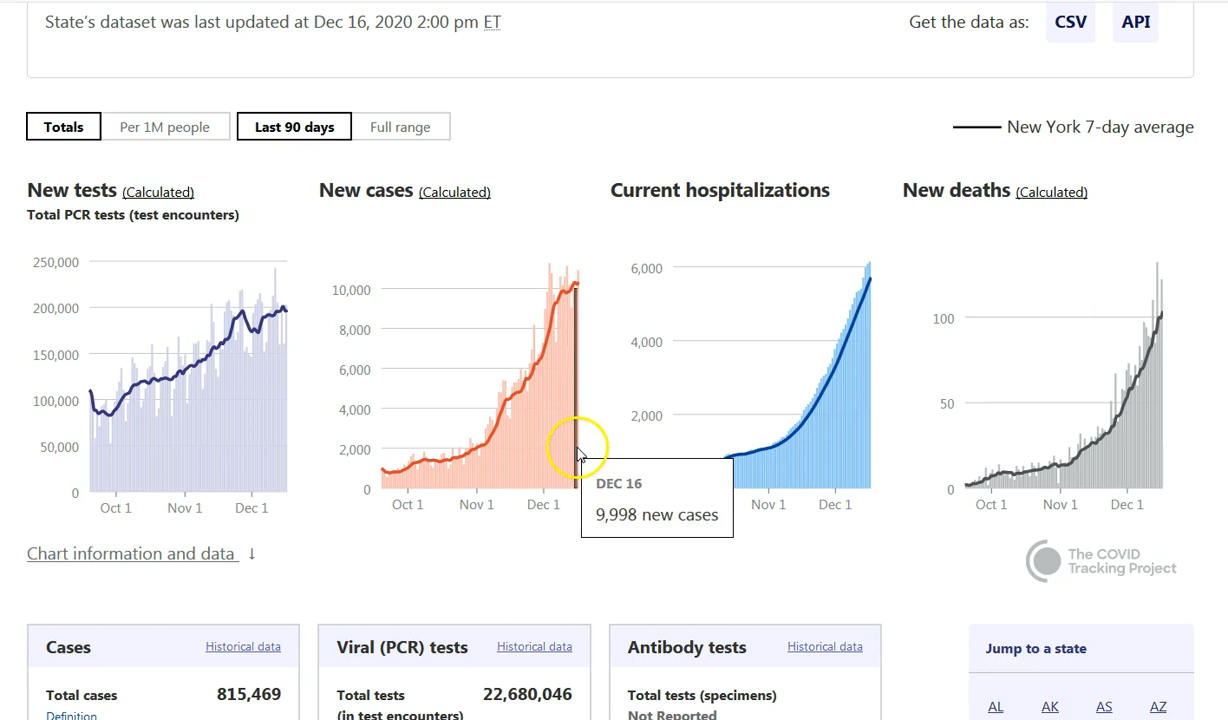 State's dataset was last updated at Dec 16, 2020 2:00 pm ET
Get the data as: CSV API
Totals Per 1M people Last 90 days Full range
New York 7-day average
New tests (Calculated)
Total PCR tests (test encounters)
250,000
200,000
150,000
100,000
50,000
0
Oct 1 Nov 1 Dec 1
New cases (Calculated)
10,000
8,000
6,000
4,000
2,000
0
Oct 1 Nov 1 Dec 1
DEC 16
9,998 new cases
Current hospitalizations
6,000
4,000
2,000
Nov 1 Dec 1
New deaths (Calculated)
100
50
0
Oct 1 Nov 1 Dec 1
Chart information and data ↓
The COVID
Tracking Project
Cases Historical data
Total cases 815,469
Definition
Viral (PCR) tests Historical data
Total tests 22,680,046
(in test encounters)
Antibody tests Historical data
Total tests (specimens)
Not Reported
Jump to a state
AL AK AS AZ